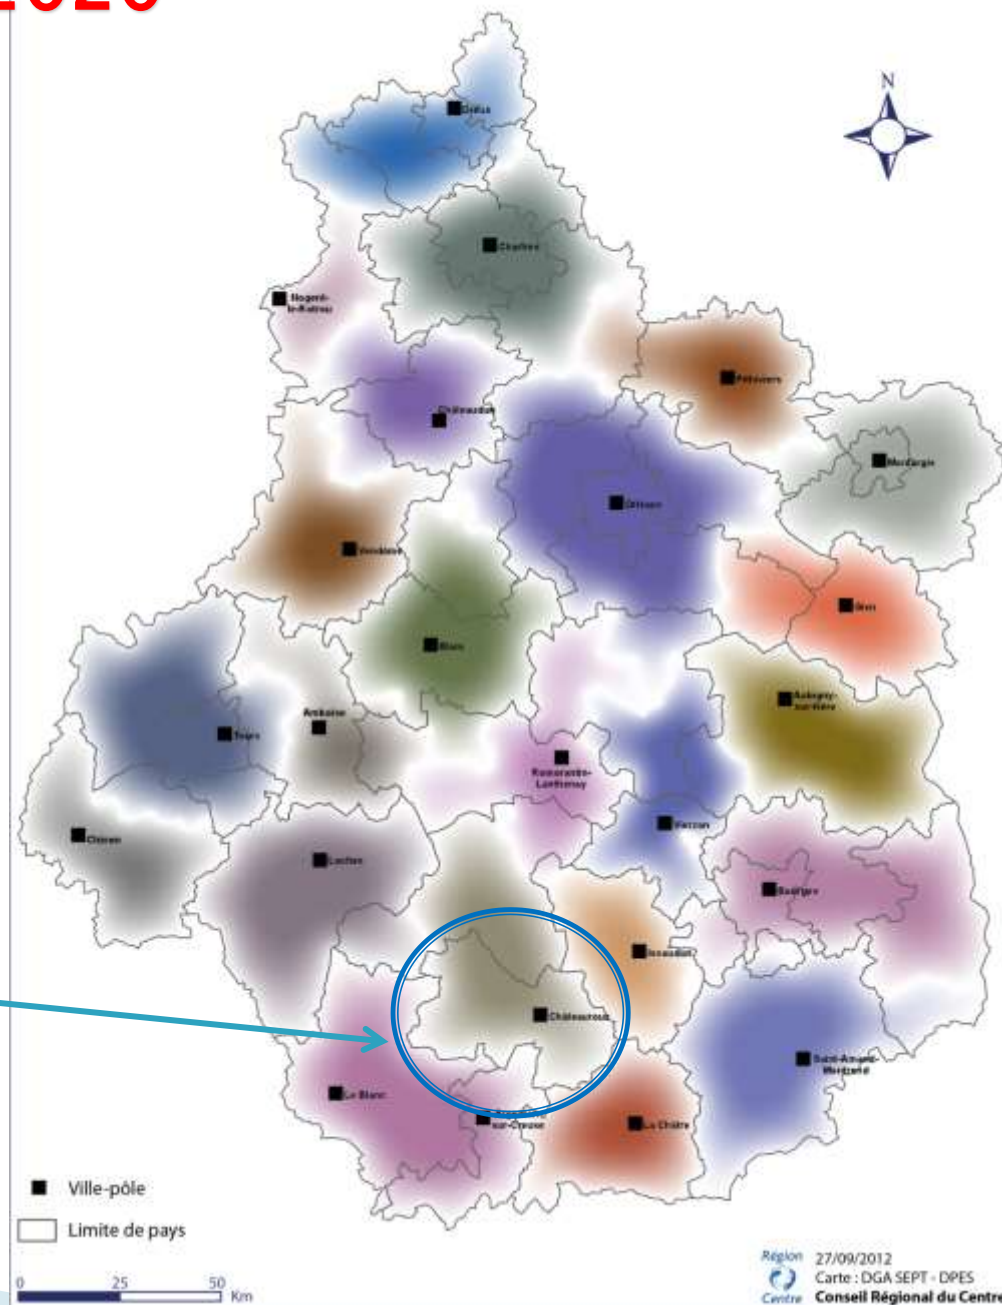 N
Dreux
Chartres
Nogent-
le-Rotrou
Pithiviers
Châteaudun
Montargis
Orléans
Vendôme
Gien
Blois
Aubigny-
sur-Nère
Amboise
Tours
Romorantin-
Lanthenay
Vierzon
Chinon
Loches
Bourges
Issoudun
Châteauroux
Saint-Amand-
Montrond
Le Blanc
sur-Creuse
La Châtre
Ville-pôle
Limite de pays
0 25 50
Km
Région
Centre
27/09/2012
Carte : DGA SEPT - DPES
Conseil Régional du Centre